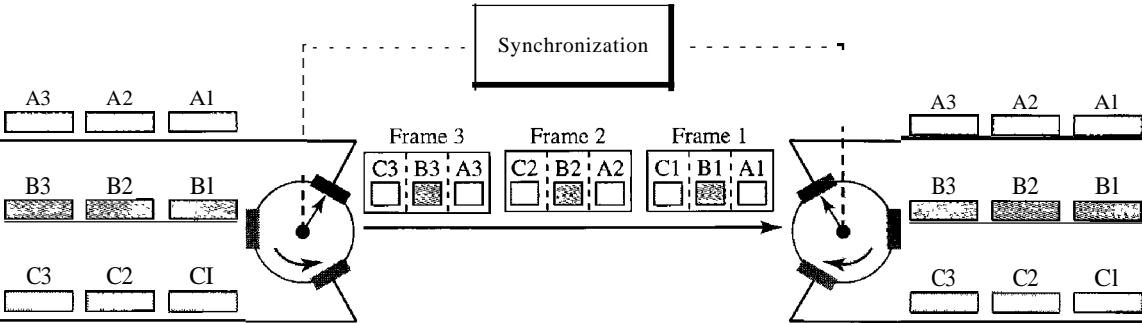 Synchronization
A3 A2 A1
Frame 3 Frame 2 Frame 1
A3 A2 A1
C3 B3 A3 C2 B2 A2 C1 B1 A1
B3 B2 B1
B3 B2 B1
C3 C2 CI
C3 C2 C1